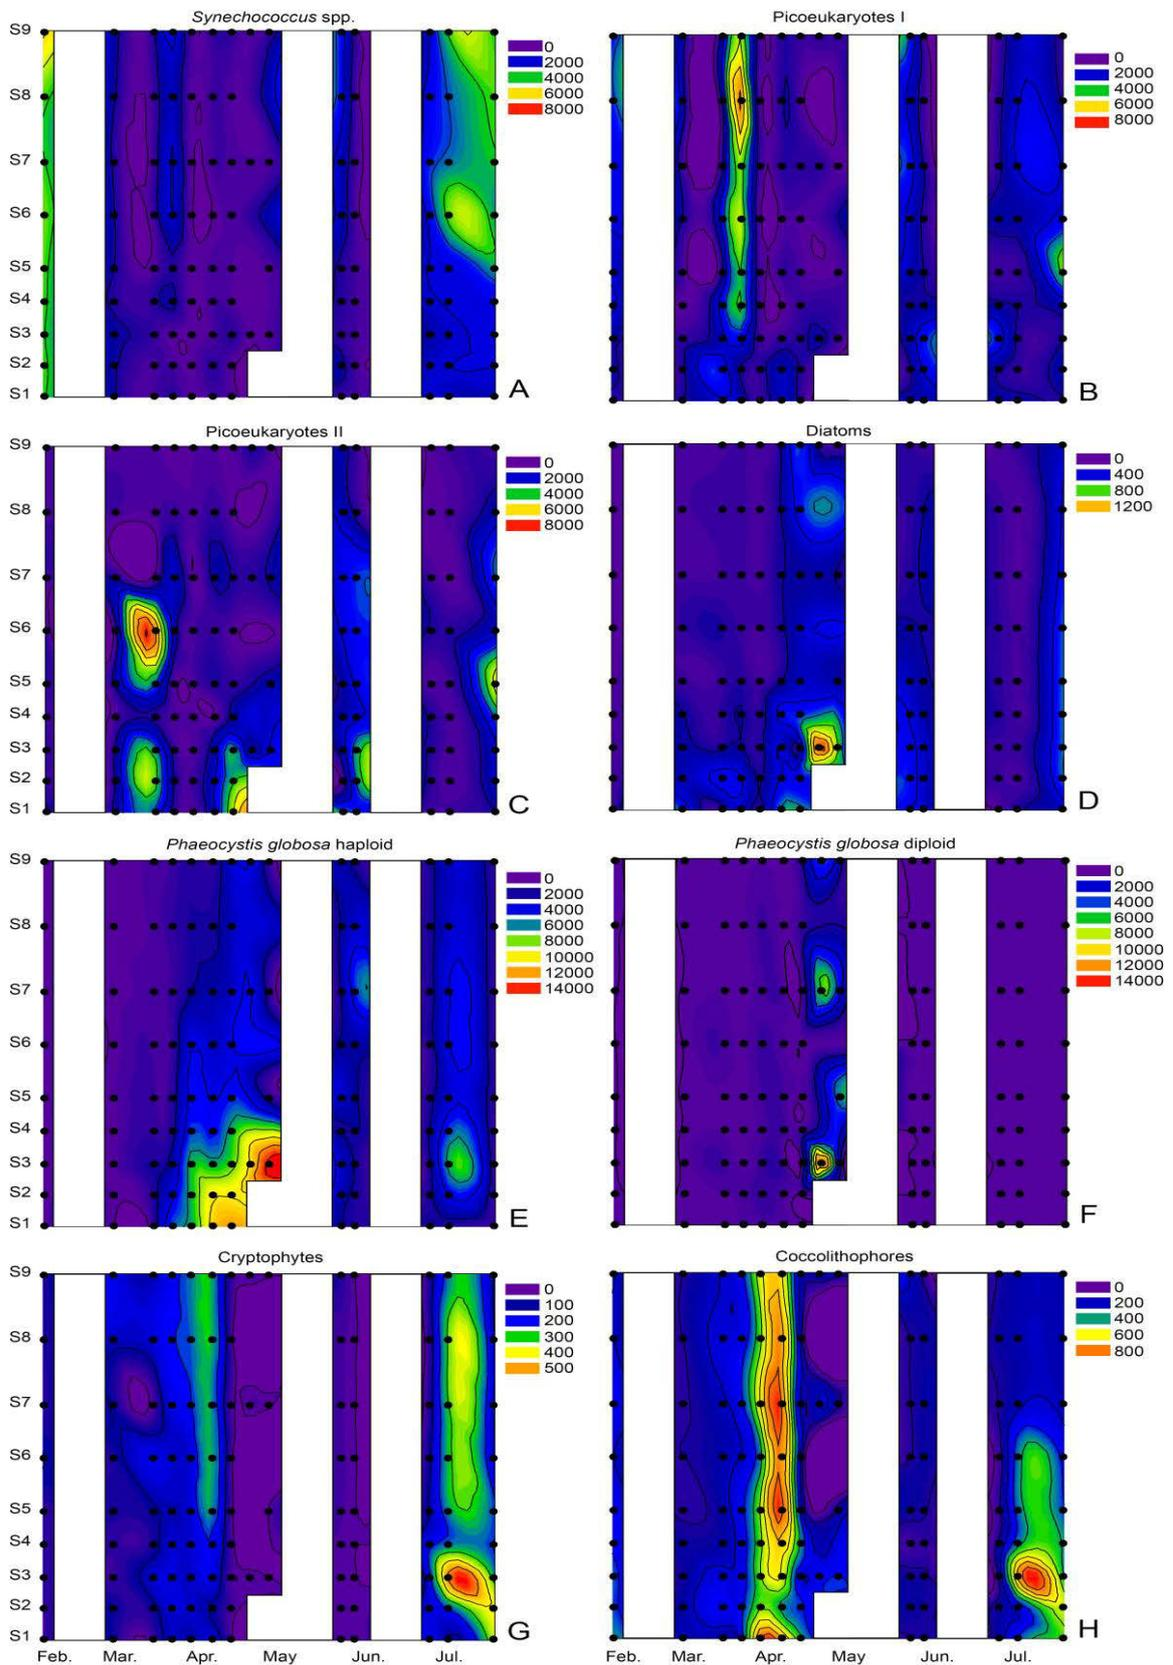 Synechococcus spp.
S9
S8
S7
S6
S5
S4
S3
S2
S1
0
2000
4000
6000
8000
A
Picoeukaryotes I
0
2000
4000
6000
8000
B
Picoeukaryotes II
S9
S8
S7
S6
S5
S4
S3
S2
S1
0
2000
4000
6000
8000
C
Diatoms
0
400
800
1200
D
Phaeocystis globosa haploid
S9
S8
S7
S6
S5
S4
S3
S2
S1
0
2000
4000
6000
8000
10000
12000
14000
E
Phaeocystis globosa diploid
0
2000
4000
6000
8000
10000
12000
14000
F
Cryptophytes
S9
S8
S7
S6
S5
S4
S3
S2
S1
0
100
200
300
400
500
G
Feb. Mar. Apr. May Jun. Jul.
Coccolithophores
0
200
400
600
800
H
Feb. Mar. Apr. May Jun. Jul.